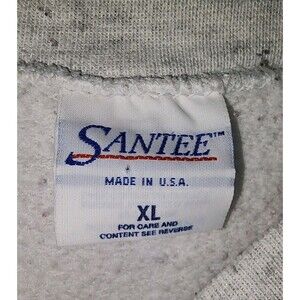 SANTEE™
MADE IN U.S.A.
XL
FOR CARE AND
CONTENT SEE REVERSE